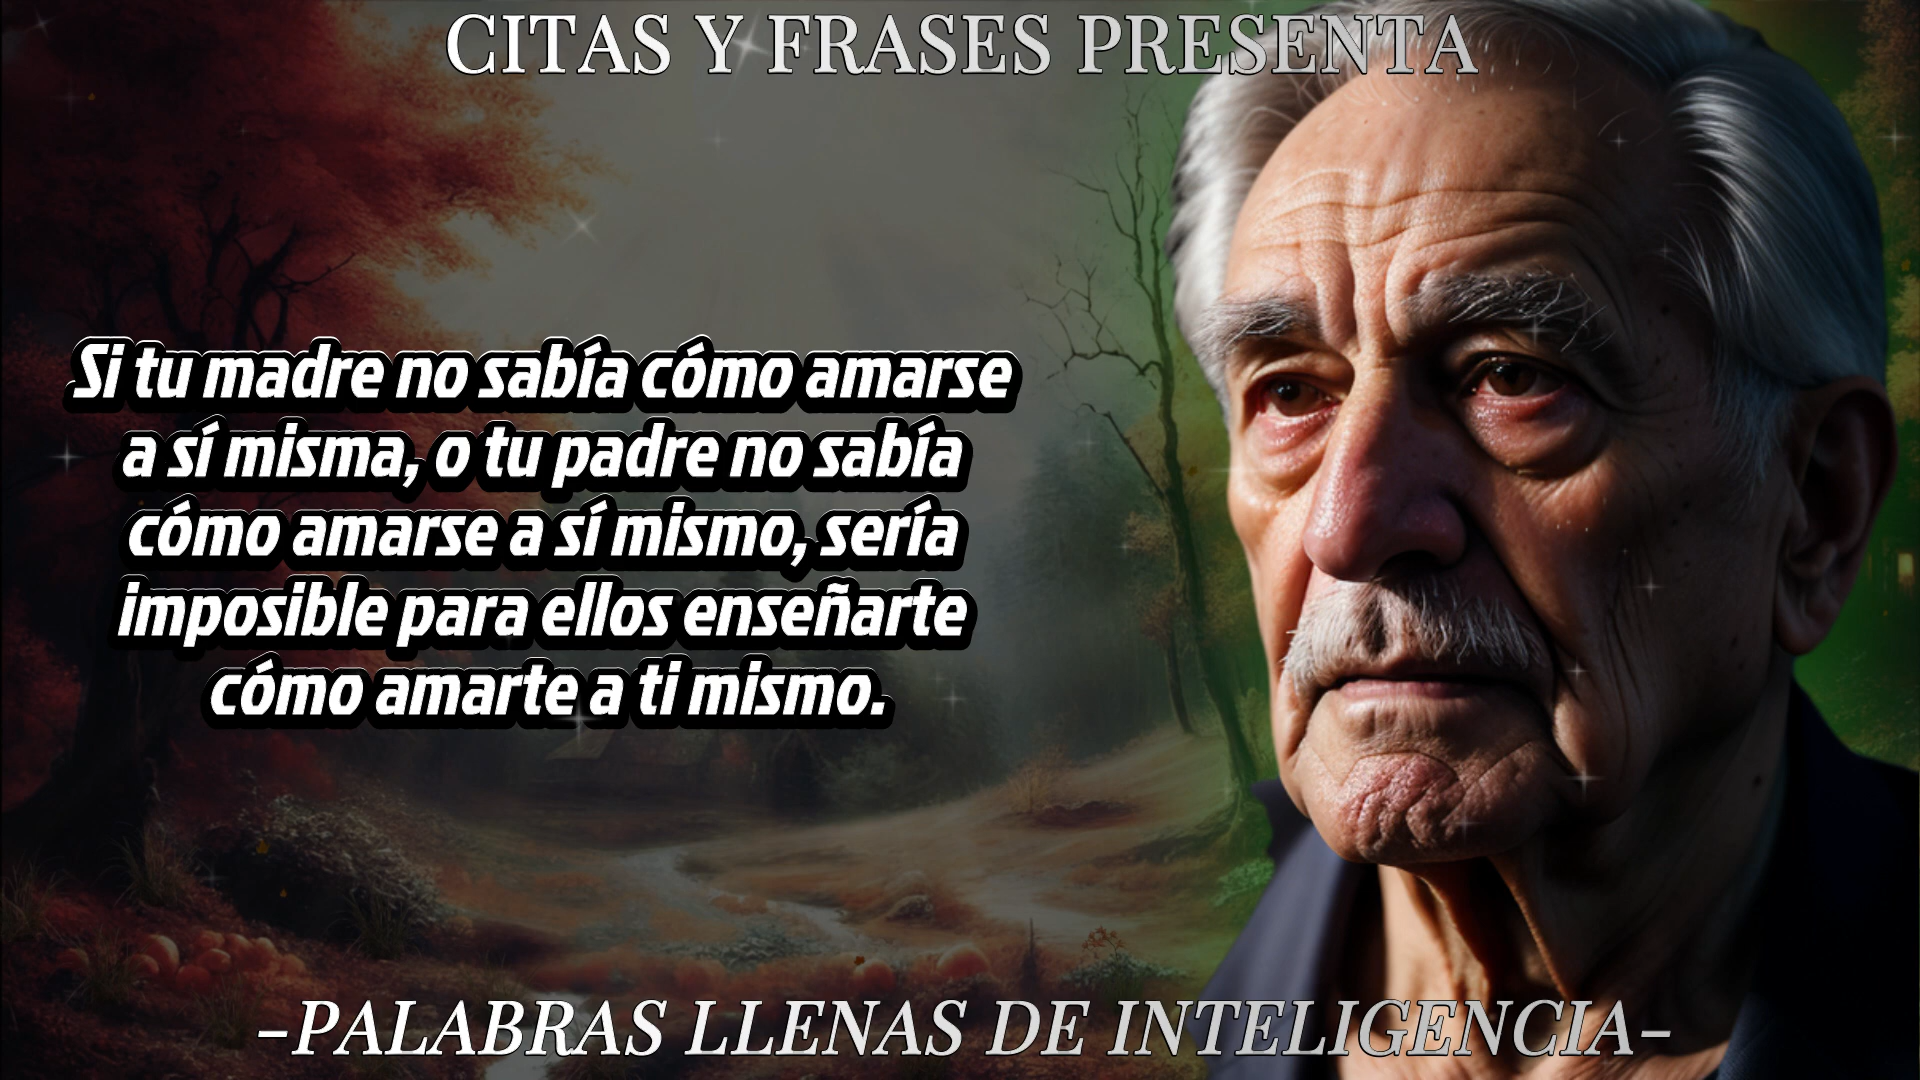 CITAS Y FRASES PRESENTA
Si tu madre no sabía cómo amarse
a sí misma, o tu padre no sabía
cómo amarse a sí mismo, sería
imposible para ellos enseñarte
cómo amarte a ti mismo.
-PALABRAS LLENAS DE INTELIGENCIA-